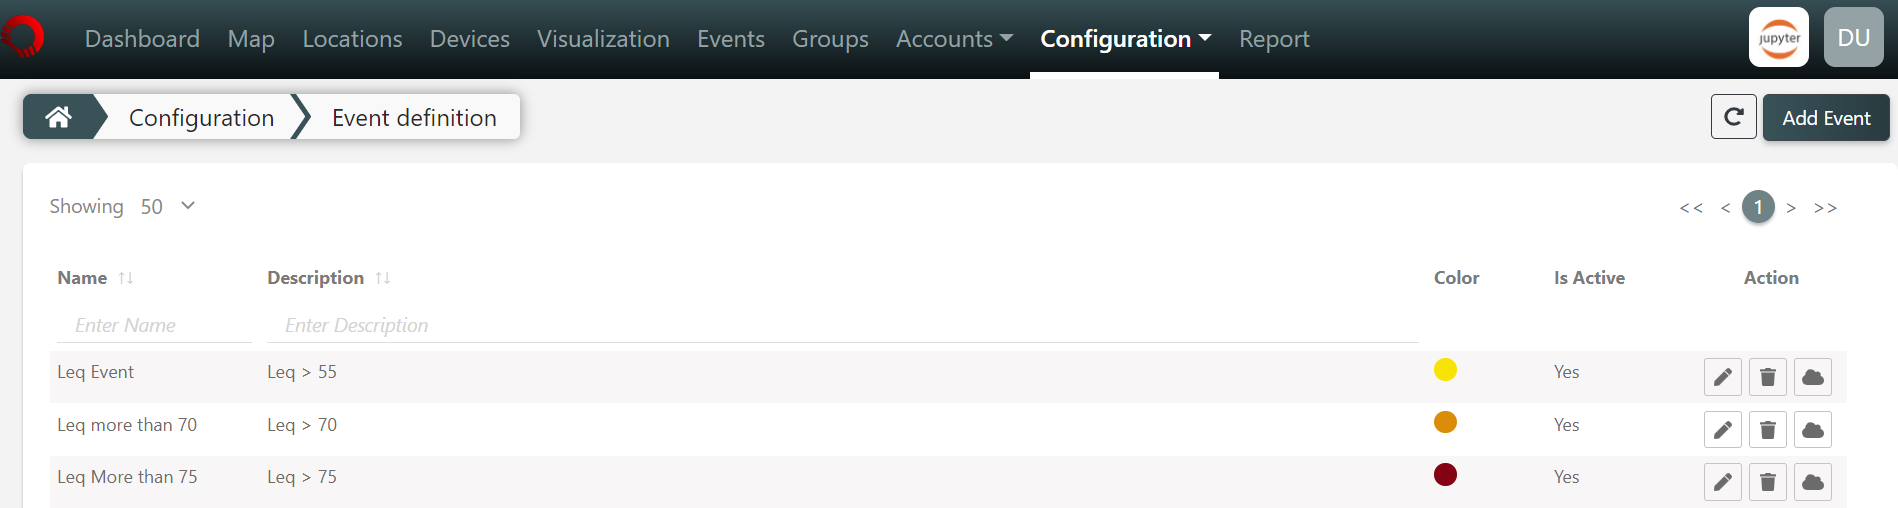 Dashboard Map Locations Devices Visualization Events Groups Accounts Configuration Report jupyter DU
Configuration Event definition Add Event
Showing 50 << < 1 > >>
Name Description Color Is Active Action
Enter Name Enter Description
Leq Event Leq > 55 Yes
Leq more than 70 Leq > 70 Yes
Leq More than 75 Leq > 75 Yes